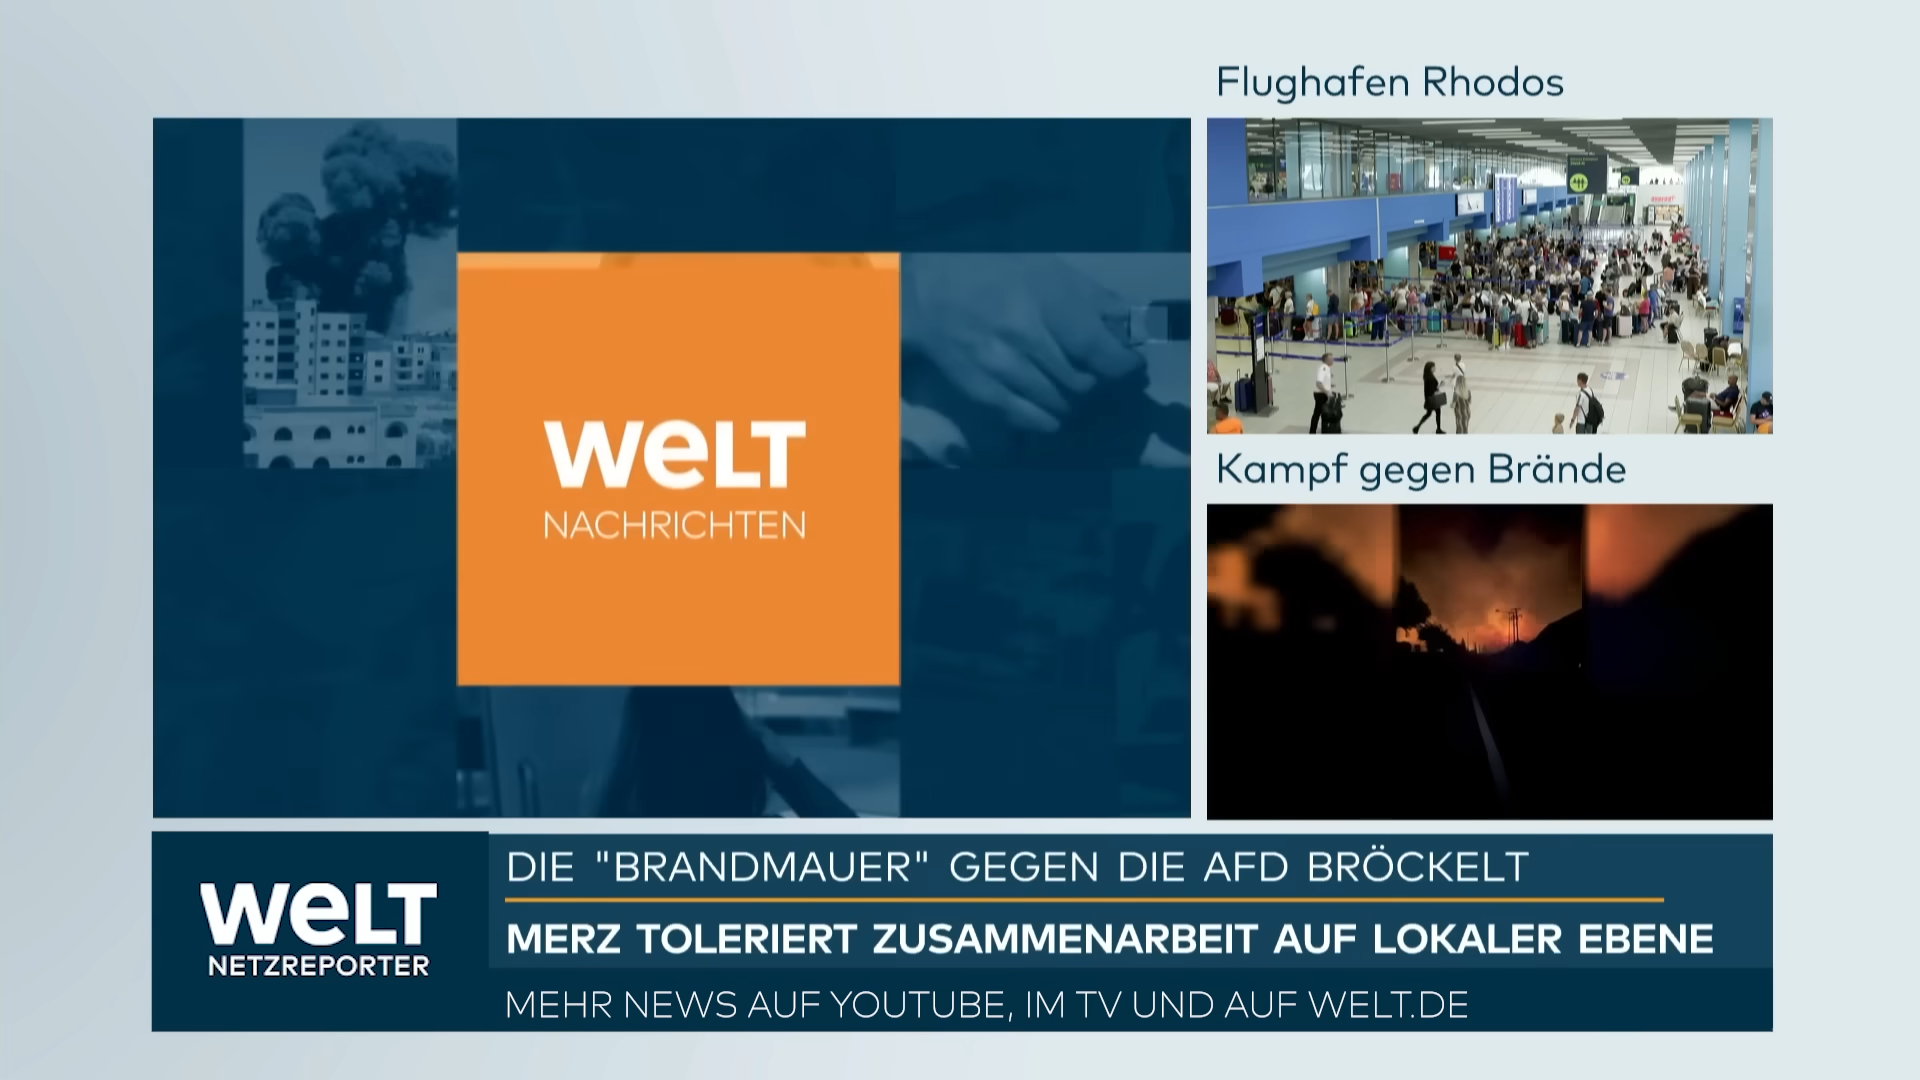 Flughafen Rhodos
WELT
NACHRICHTEN
Kampf gegen Brände
WELT
NETZREPORTER
DIE "BRANDMAUER" GEGEN DIE AFD BRÖCKELT
MERZ TOLERIERT ZUSAMMENARBEIT AUF LOKALER EBENE
MEHR NEWS AUF YOUTUBE, IM TV UND AUF WELT.DE